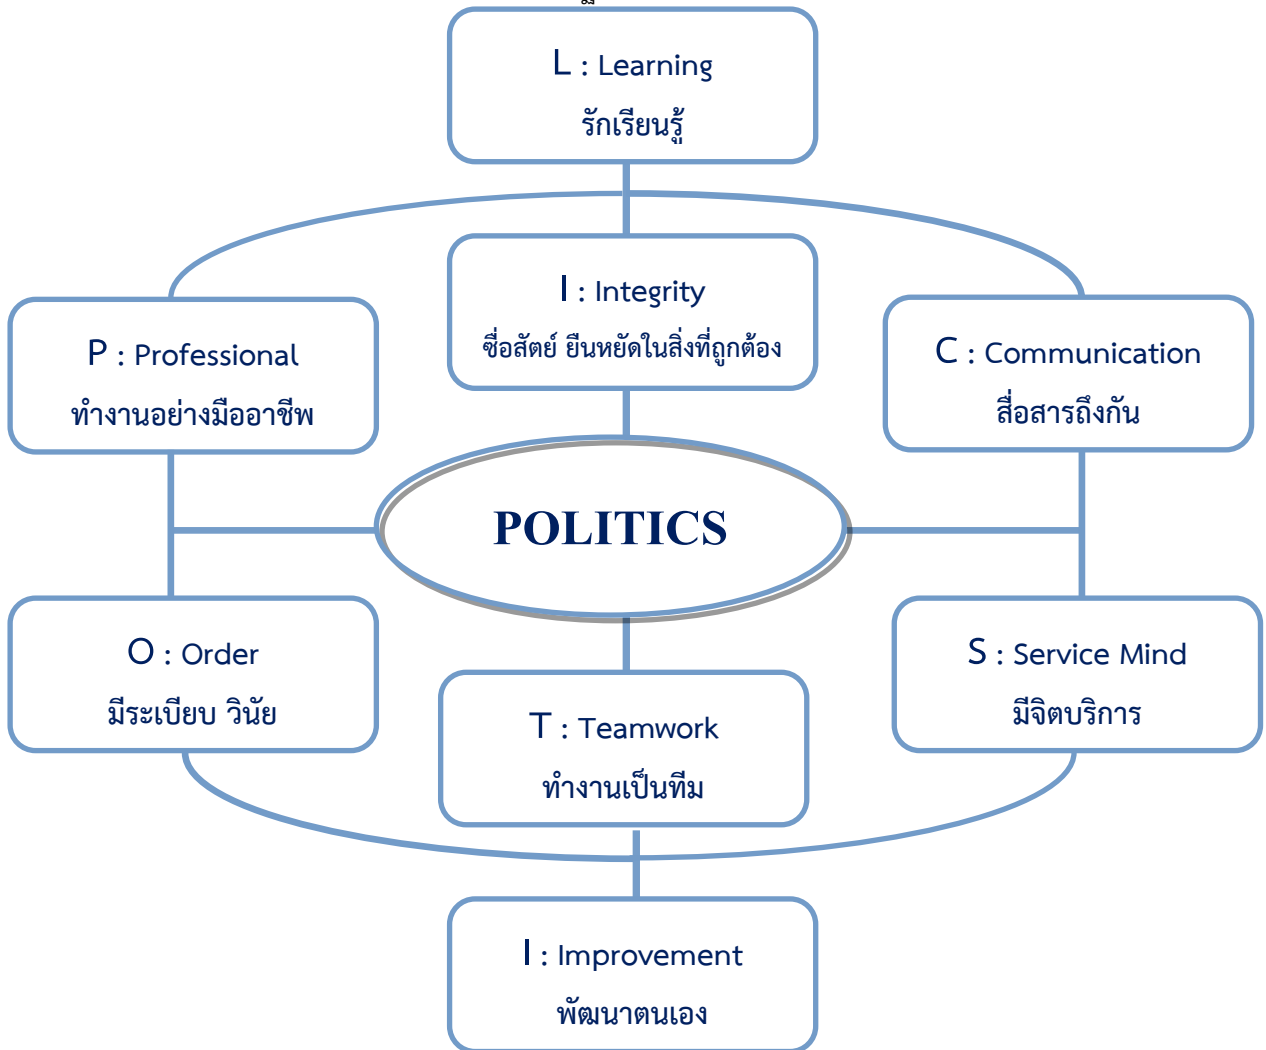 L : Learning
รักเรียนรู้
I : Integrity
ซื่อสัตย์ ยืนหยัดในสิ่งที่ถูกต้อง
P : Professional
ทำงานอย่างมืออาชีพ
C : Communication
สื่อสารถึงกัน
POLITICS
O : Order
มีระเบียบ วินัย
S : Service Mind
มีจิตบริการ
T : Teamwork
ทำงานเป็นทีม
I : Improvement
พัฒนาตนเอง